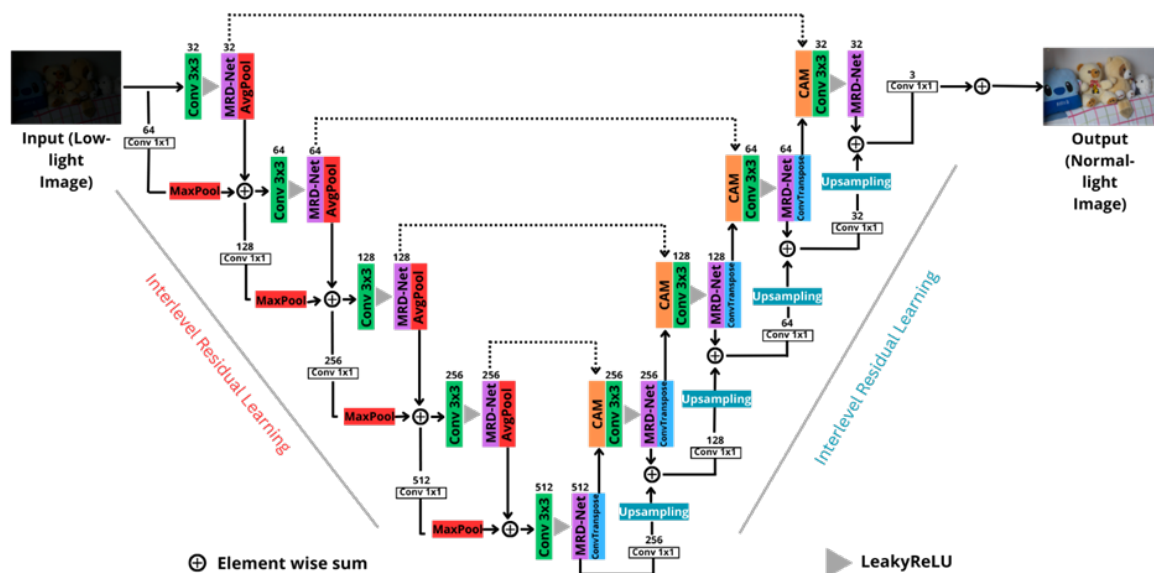 32
32
Conv 3x3
MRD-Net
AvgPool
Input (Low-
light
Image)
64
Conv 1x1
MaxPool
64
64
Conv 3x3
MRD-Net
AvgPool
128
Conv 1x1
MaxPool
128
128
Conv 3x3
MRD-Net
AvgPool
256
Conv 1x1
MaxPool
256
256
Conv 3x3
MRD-Net
AvgPool
512
Conv 1x1
MaxPool
512
512
Conv 3x3
MRD-Net
ConvTranspose
256
Conv 1x1
Upsampling
256
256
CAM
Conv 3x3
MRD-Net
ConvTranspose
128
Conv 1x1
Upsampling
128
128
CAM
Conv 3x3
MRD-Net
ConvTranspose
64
Conv 1x1
Upsampling
64
64
CAM
Conv 3x3
MRD-Net
ConvTranspose
32
Conv 1x1
Upsampling
32
32
CAM
Conv 3x3
MRD-Net
3
Conv 1x1
Output
(Normal-
light
Image)
Interlevel Residual Learning
Interlevel Residual Learning
Element wise sum
LeakyReLU